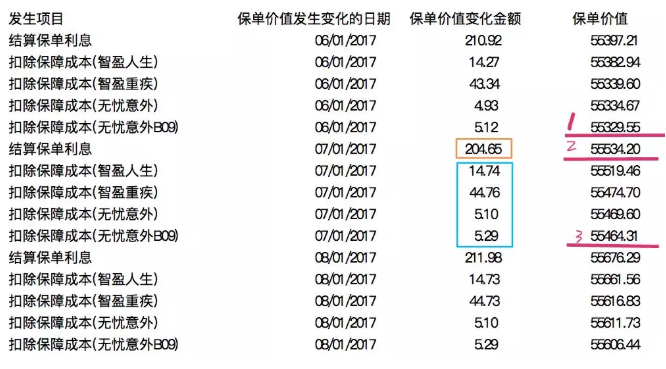 发生项目 保单价值发生变化的日期 保单价值变化金额 保单价值
结算保单利息 06/01/2017 210.92 55397.21
扣除保障成本(智盈人生) 06/01/2017 14.27 55382.94
扣除保障成本(智盈重疾) 06/01/2017 43.34 55339.60
扣除保障成本(无忧意外) 06/01/2017 4.93 55334.67
扣除保障成本(无忧意外B09) 06/01/2017 5.12 1 55329.55
结算保单利息 07/01/2017 204.65 2 55534.20
扣除保障成本(智盈人生) 07/01/2017 14.74 55519.46
扣除保障成本(智盈重疾) 07/01/2017 44.76 55474.70
扣除保障成本(无忧意外) 07/01/2017 5.10 55469.60
扣除保障成本(无忧意外B09) 07/01/2017 5.29 3 55464.31
结算保单利息 08/01/2017 211.98 55676.29
扣除保障成本(智盈人生) 08/01/2017 14.73 55661.56
扣除保障成本(智盈重疾) 08/01/2017 44.73 55616.83
扣除保障成本(无忧意外) 08/01/2017 5.10 55611.73
扣除保障成本(无忧意外B09) 08/01/2017 5.29 55606.44